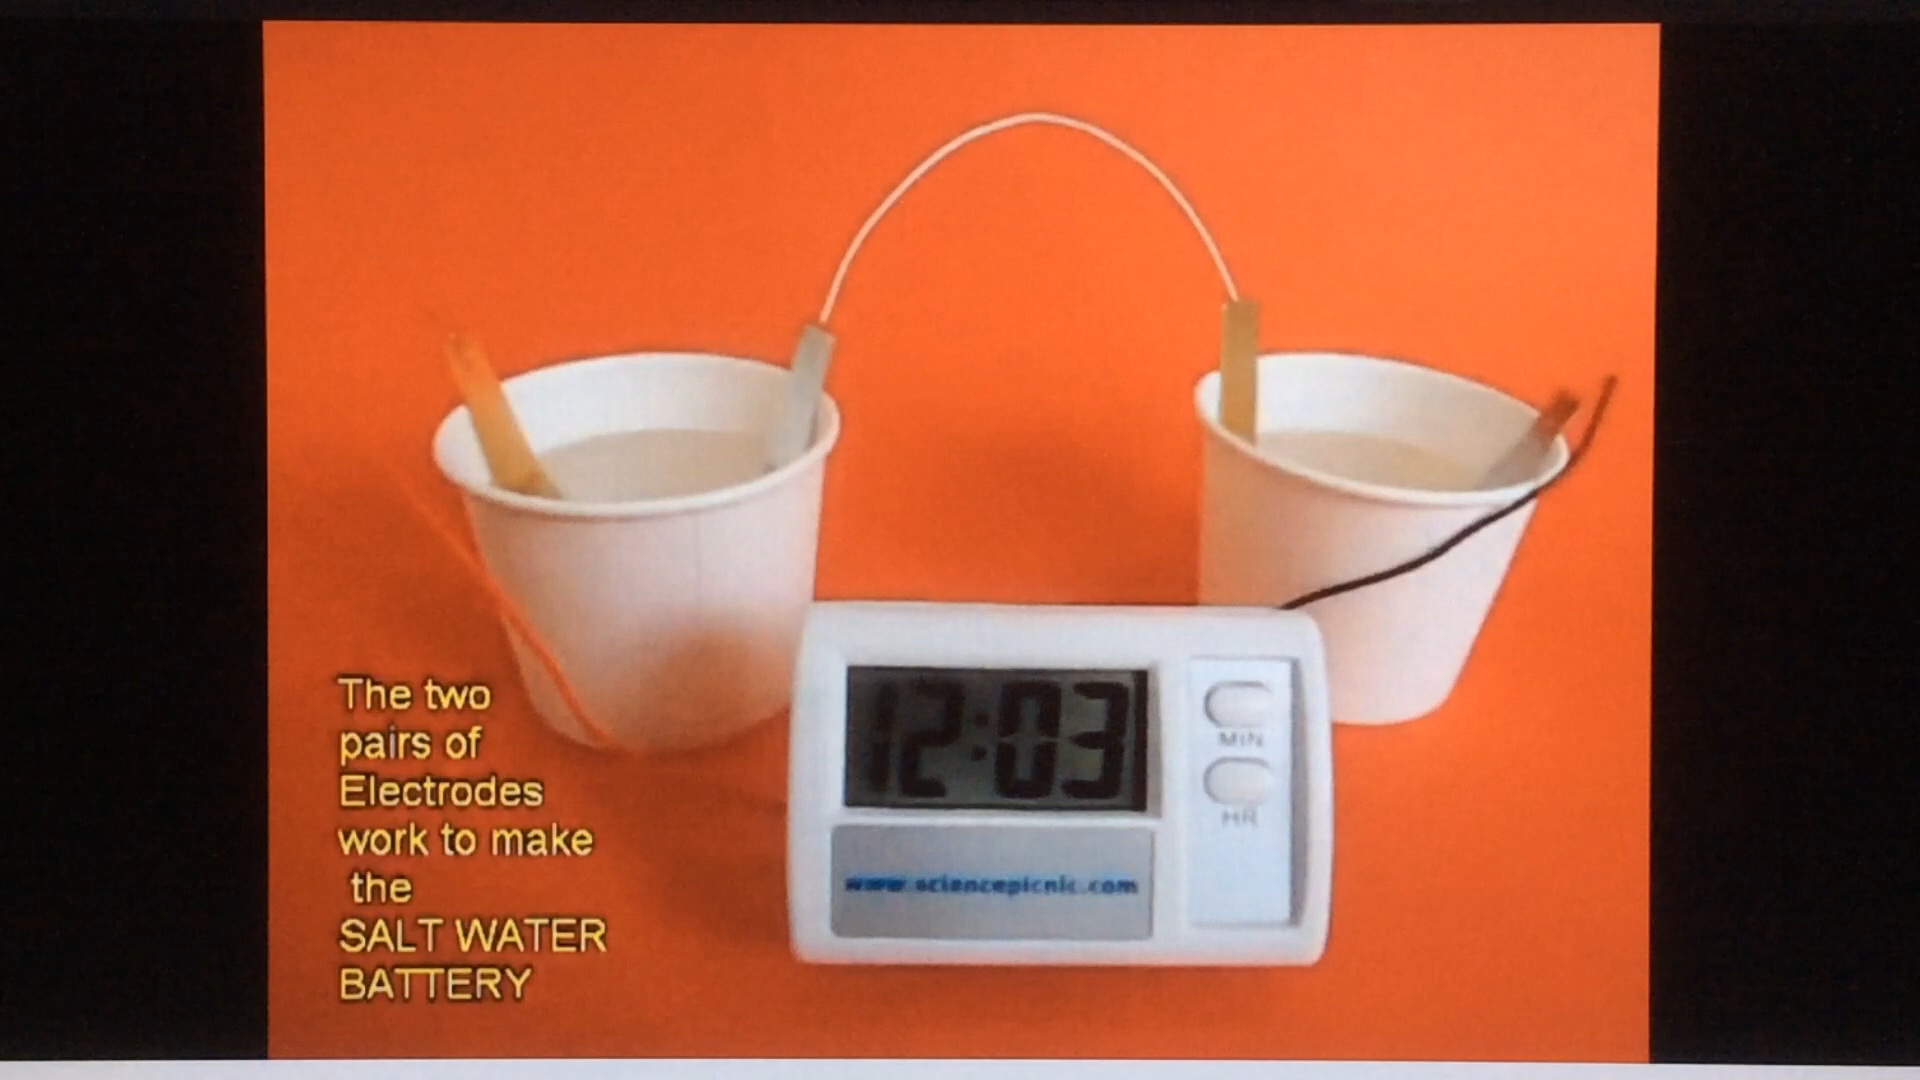 The two
pairs of
Electrodes
work to make
the
SALT WATER
BATTERY
12:03
MIN
HR
www.sciencepicnic.com